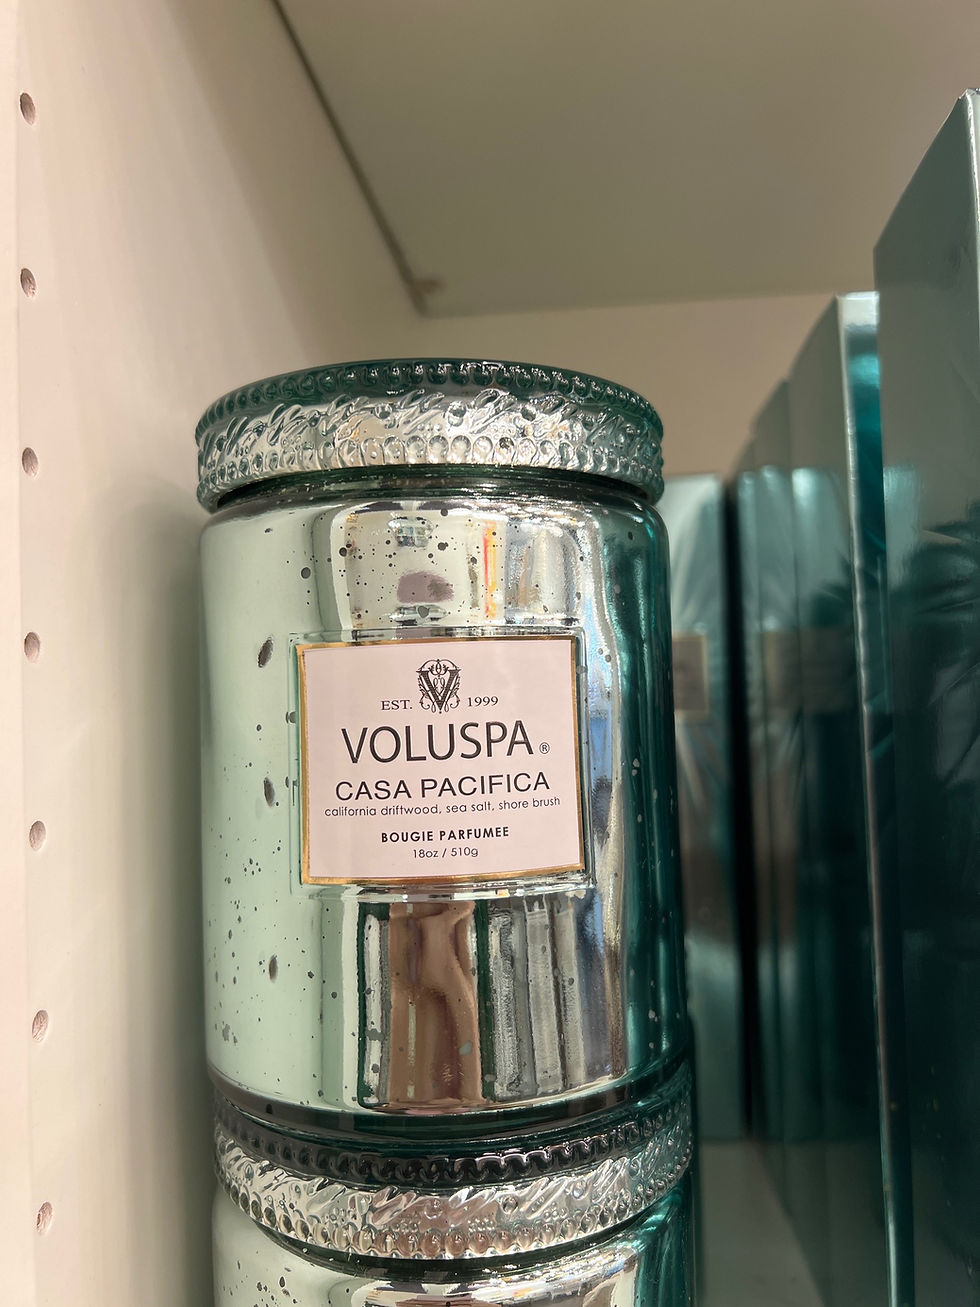 EST. 1999
VOLUSPA®
CASA PACIFICA
california driftwood, sea salt, shore brush
BOUGIE PARFUMEE
18oz / 510g